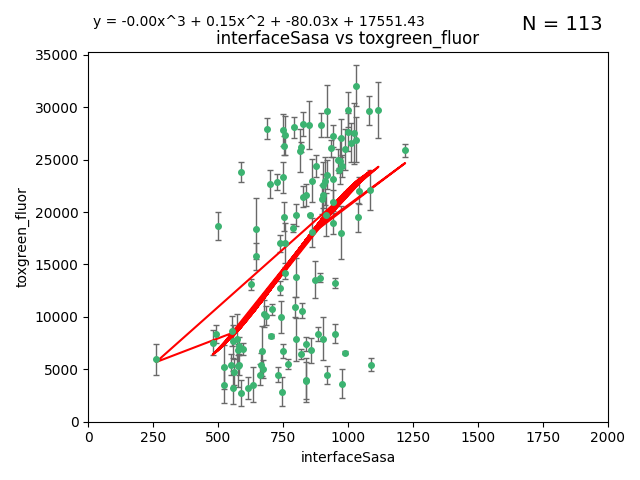 y = -0.00x^3 + 0.15x^2 + -80.03x + 17551.43
N = 113
interfaceSasa vs toxgreen_fluor
35000
30000
25000
20000
15000
10000
5000
0
toxgreen_fluor
0 250 500 750 1000 1250 1500 1750 2000
interfaceSasa